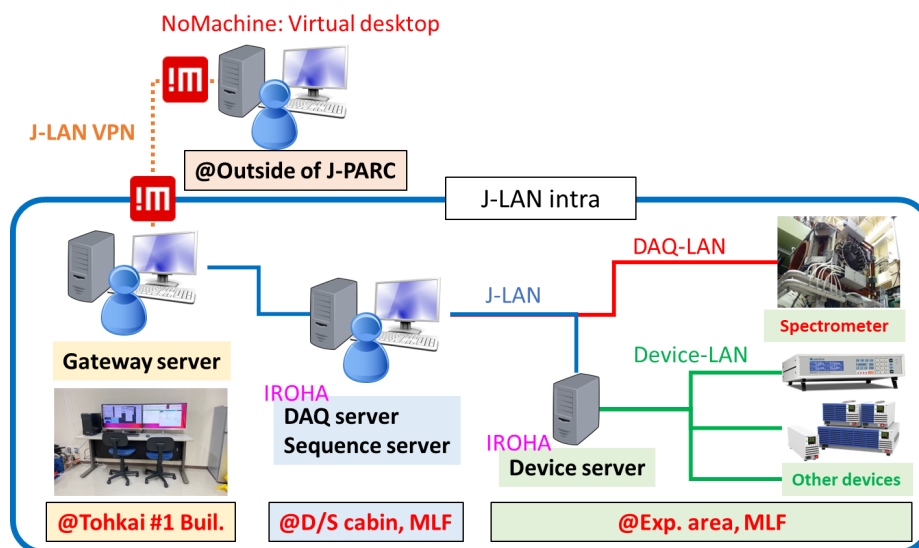 NoMachine: Virtual desktop
!M
J-LAN VPN
@Outside of J-PARC
!M
J-LAN intra
DAQ-LAN
J-LAN
Spectrometer
Gateway server
Device-LAN
IROHA
DAQ server
Sequence server
IROHA
Device server
Other devices
@Tohkai #1 Buil.
@D/S cabin, MLF
@Exp. area, MLF